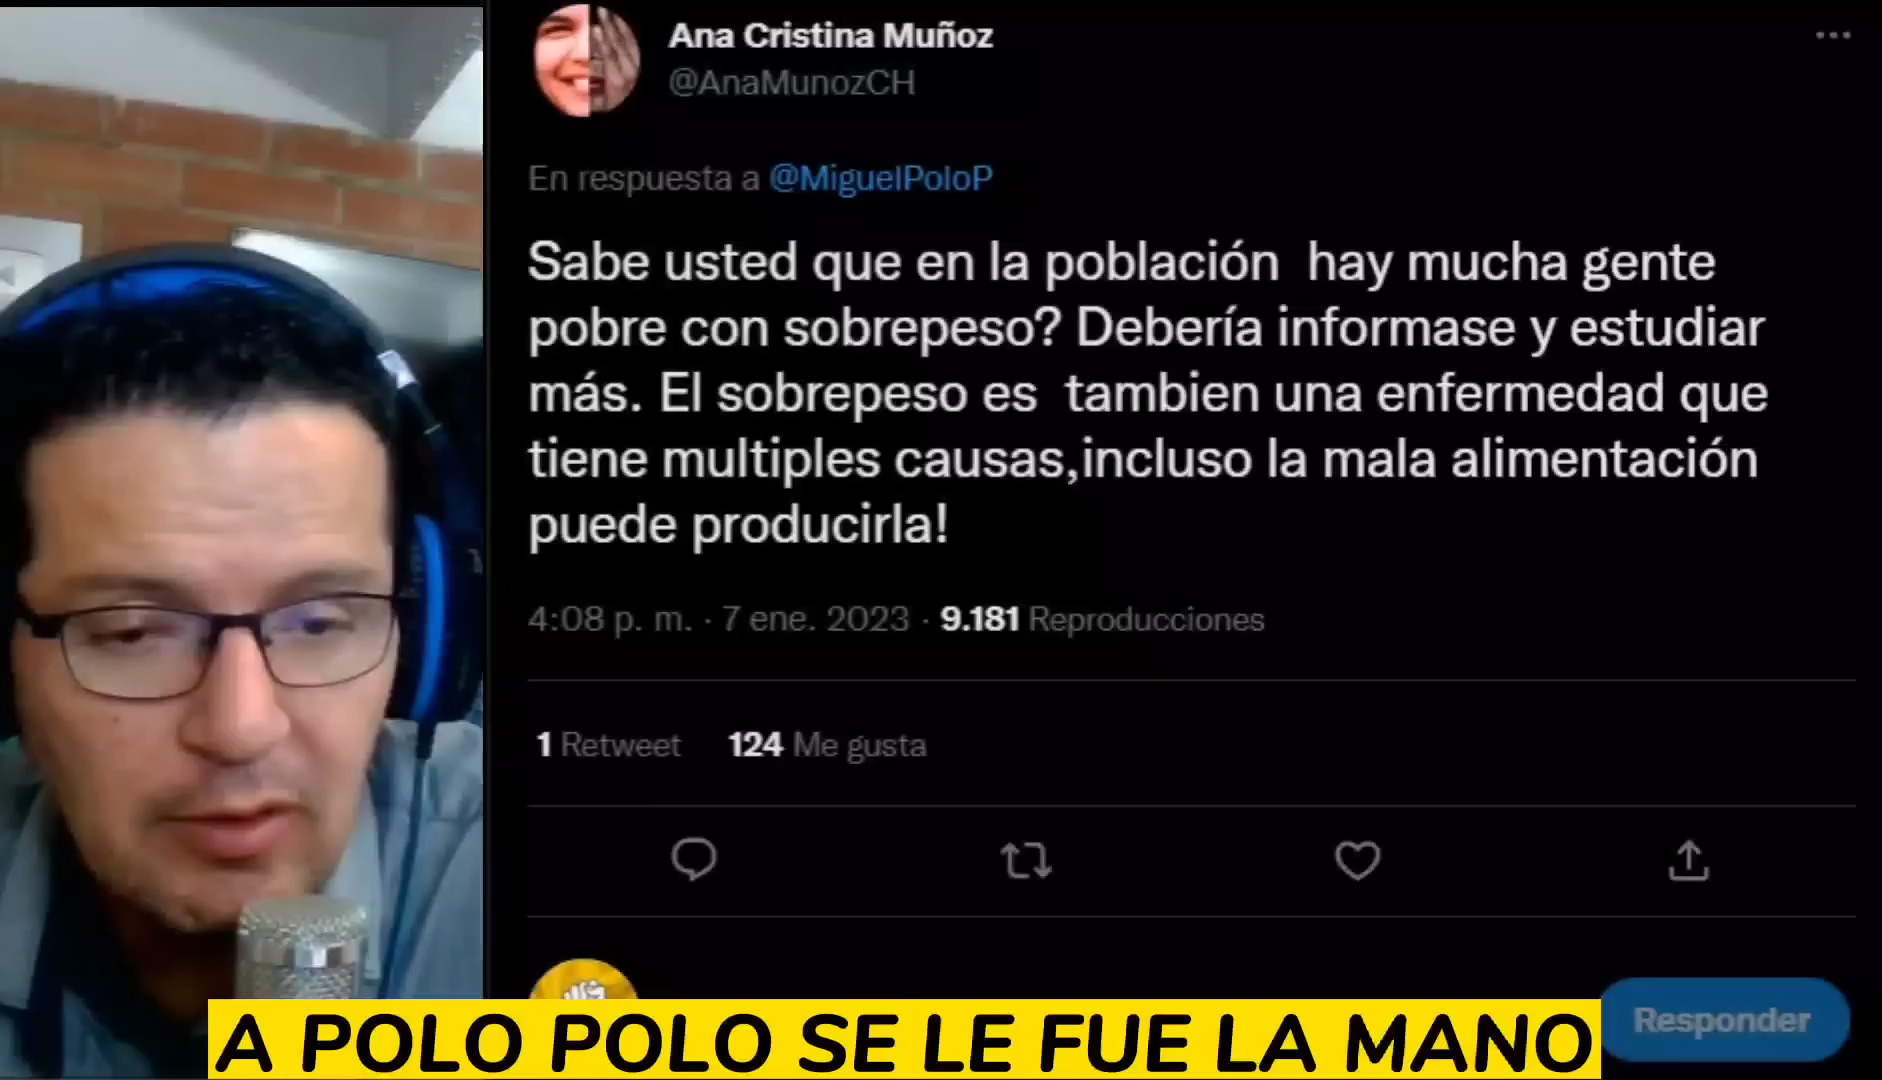 Ana Cristina Muñoz
@AnaMunozCH
En respuesta a @MiguelPoloP
Sabe usted que en la población  hay mucha gente
pobre con sobrepeso? Debería informase y estudiar
más. El sobrepeso es  tambien una enfermedad que
tiene multiples causas,incluso la mala alimentación
puede producirla!
4:08 p. m. · 7 ene. 2023 · 9.181 Reproducciones
1 Retweet 124 Me gusta
Responder
A POLO POLO SE LE FUE LA MANO